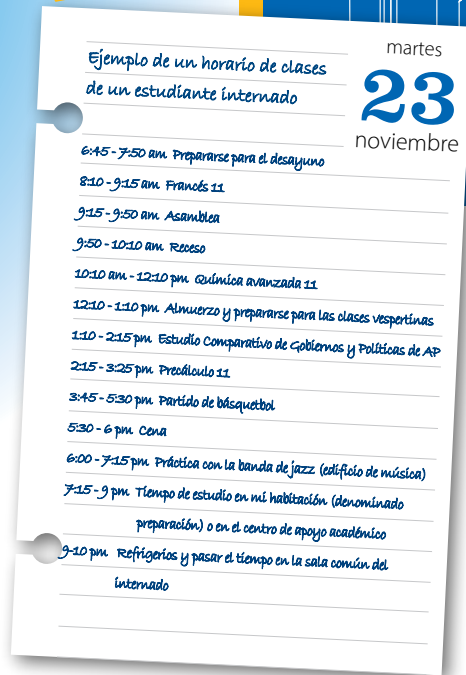 Ejemplo de un horario de clases
de un estudiante internado
martes
23
noviembre
6:45 - 7:50 am Prepararse para el desayuno
8:10 - 9:15 am Francés 11
9:15 - 9:50 am Asamblea
9:50 - 10:10 am Receso
10:10 am - 12:10 pm Química avanzada 11
12:10 - 1:10 pm Almuerzo y prepararse para las clases vespertinas
1:10 - 2:15 pm Estudio Comparativo de Gobiernos y Políticas de AP
2:15 - 3:25 pm Precálculo 11
3:45 - 5:30 pm Partido de básquetbol
5:30 - 6 pm Cena
6:00 - 7:15 pm Práctica con la banda de jazz (edificio de música)
7:15 - 9 pm Tiempo de estudio en mi habitación (denominado
preparación) o en el centro de apoyo académico
9-10 pm Refrigerios y pasar el tiempo en la sala común del
internado